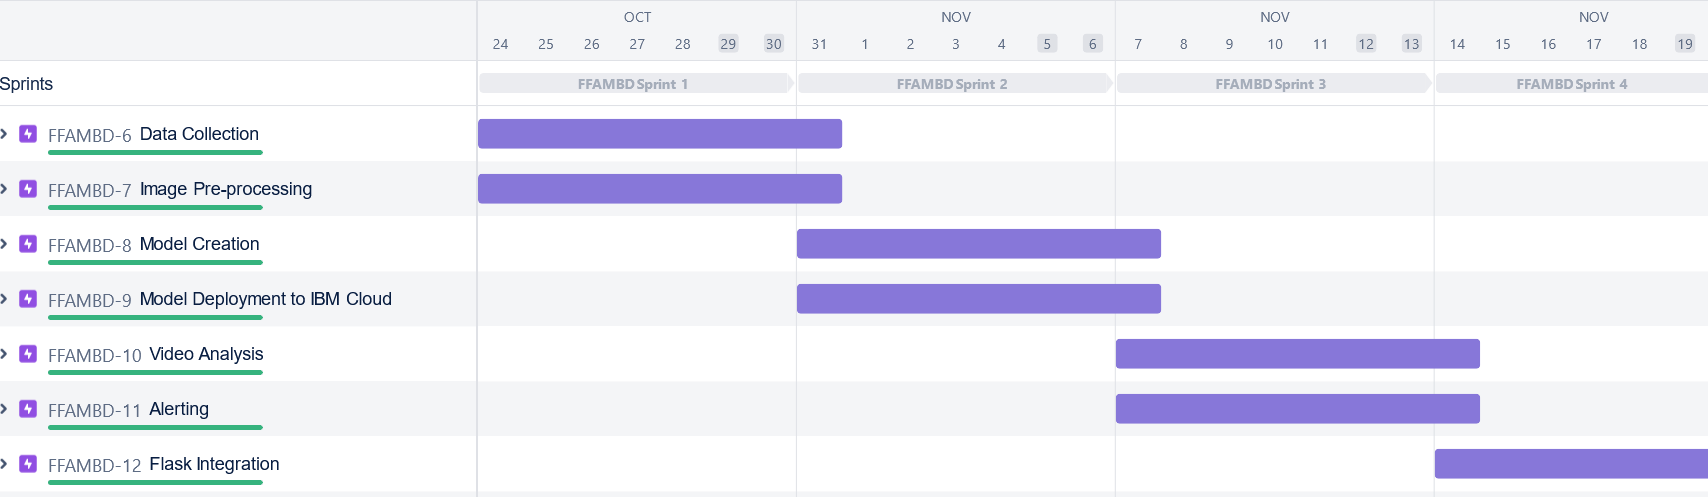 OCT NOV NOV NOV
24 25 26 27 28 29 30 31 1 2 3 4 5 6 7 8 9 10 11 12 13 14 15 16 17 18 19
Sprints FFAMBD Sprint 1 FFAMBD Sprint 2 FFAMBD Sprint 3 FFAMBD Sprint 4
FFAMBD-6 Data Collection
FFAMBD-7 Image Pre-processing
FFAMBD-8 Model Creation
FFAMBD-9 Model Deployment to IBM Cloud
FFAMBD-10 Video Analysis
FFAMBD-11 Alerting
FFAMBD-12 Flask Integration